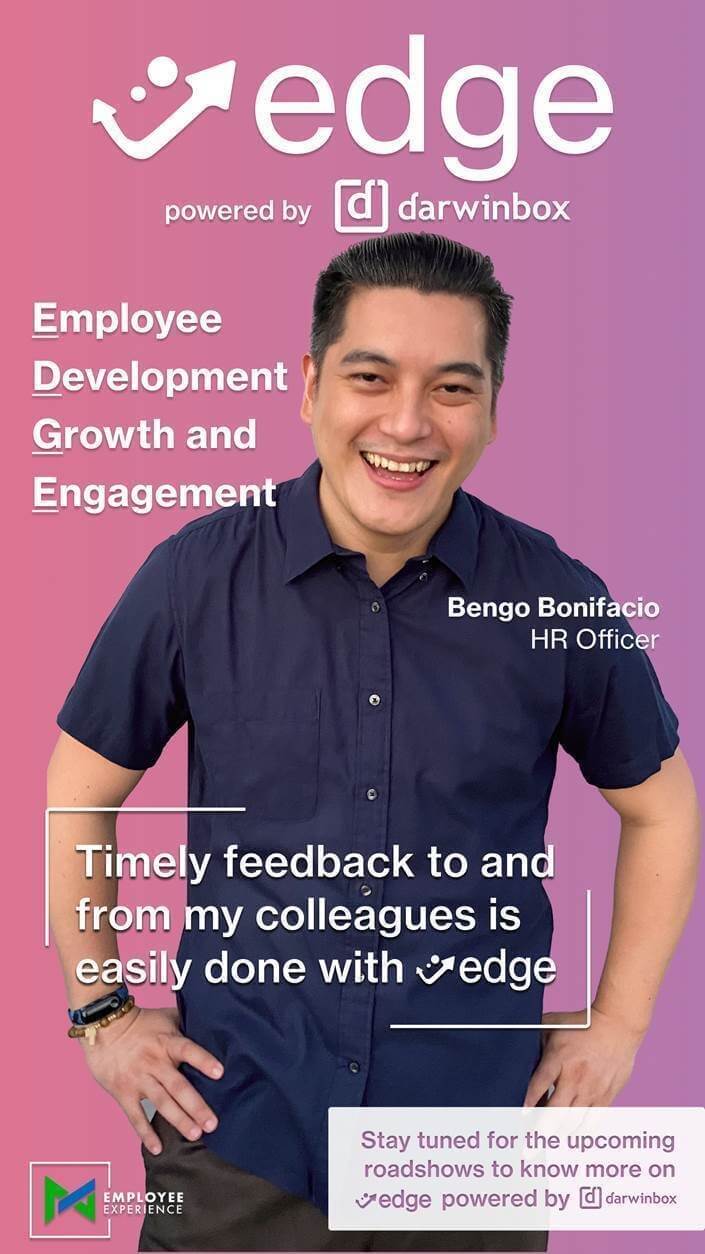 edge
powered by darwinbox
Employee
Development
Growth and
Engagement
Bengo Bonifacio
HR Officer
Timely feedback to and
from my colleagues is
easily done with edge
Stay tuned for the upcoming
roadshows to know more on
edge powered by darwinbox
EMPLOYEE
EXPERIENCE